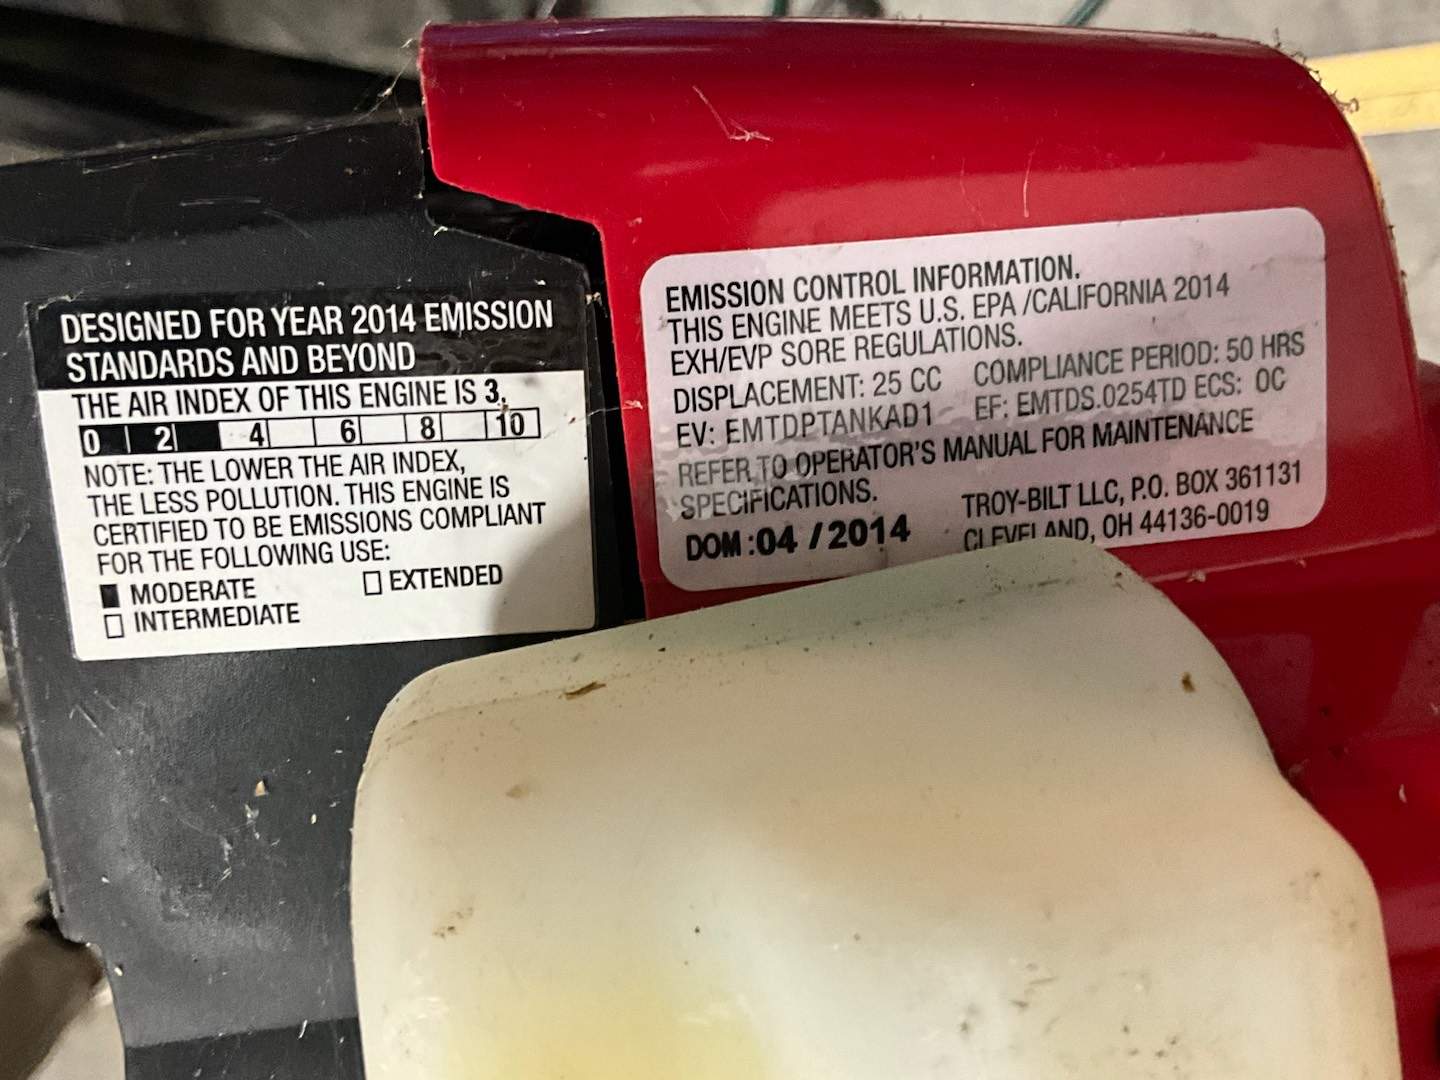 DESIGNED FOR YEAR 2014 EMISSION
STANDARDS AND BEYOND
THE AIR INDEX OF THIS ENGINE IS 3.
0 2 4 6 8 10
NOTE: THE LOWER THE AIR INDEX,
THE LESS POLLUTION. THIS ENGINE IS
CERTIFIED TO BE EMISSIONS COMPLIANT
FOR THE FOLLOWING USE:
■ MODERATE □ EXTENDED
□ INTERMEDIATE
EMISSION CONTROL INFORMATION.
THIS ENGINE MEETS U.S. EPA /CALIFORNIA 2014
EXH/EVP SORE REGULATIONS.
DISPLACEMENT: 25 CC COMPLIANCE PERIOD: 50 HRS
EV: EMTDPTANKAD1 EF: EMTDS.0254TD ECS: OC
REFER TO OPERATOR'S MANUAL FOR MAINTENANCE
SPECIFICATIONS.
TROY-BILT LLC, P.O. BOX 361131
DOM:04 / 2014 CLEVELAND, OH 44136-0019